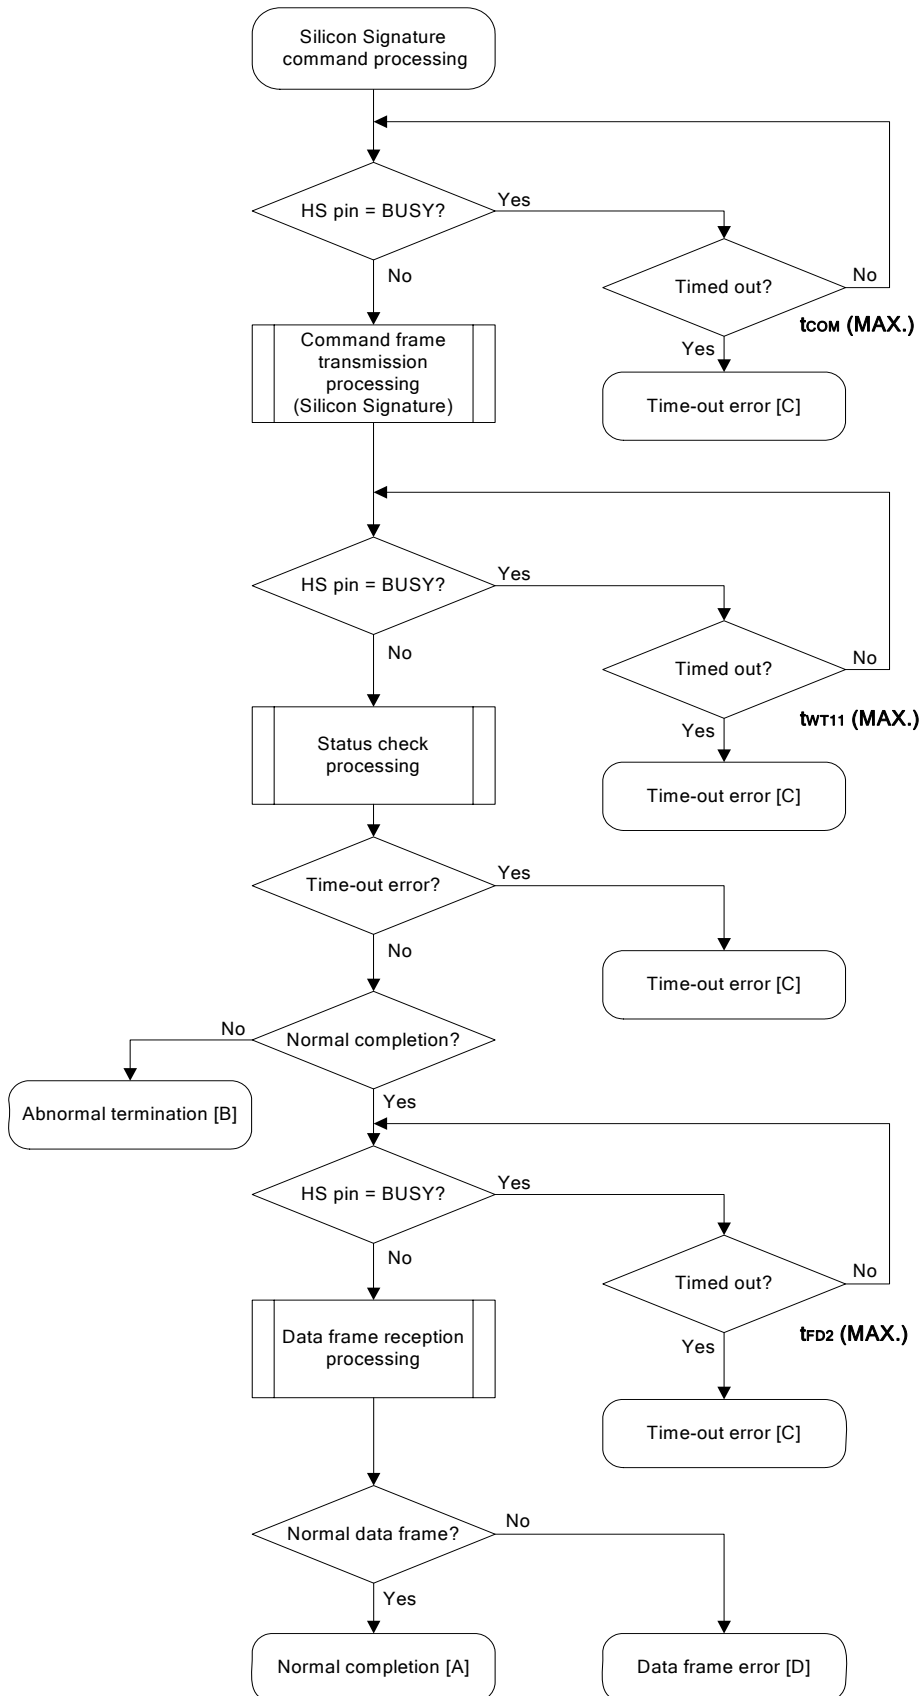 Silicon Signature
command processing
HS pin = BUSY?
Yes
No
Timed out?
No
tCOM (MAX.)
Yes
Time-out error [C]
Command frame
transmission
processing
(Silicon Signature)
HS pin = BUSY?
Yes
No
Timed out?
No
tWT11 (MAX.)
Yes
Time-out error [C]
Status check
processing
Time-out error?
Yes
No
Time-out error [C]
Normal completion?
No
Abnormal termination [B]
Yes
HS pin = BUSY?
Yes
No
Timed out?
No
tFD2 (MAX.)
Yes
Time-out error [C]
Data frame reception
processing
Normal data frame?
No
Yes
Normal completion [A]
Data frame error [D]